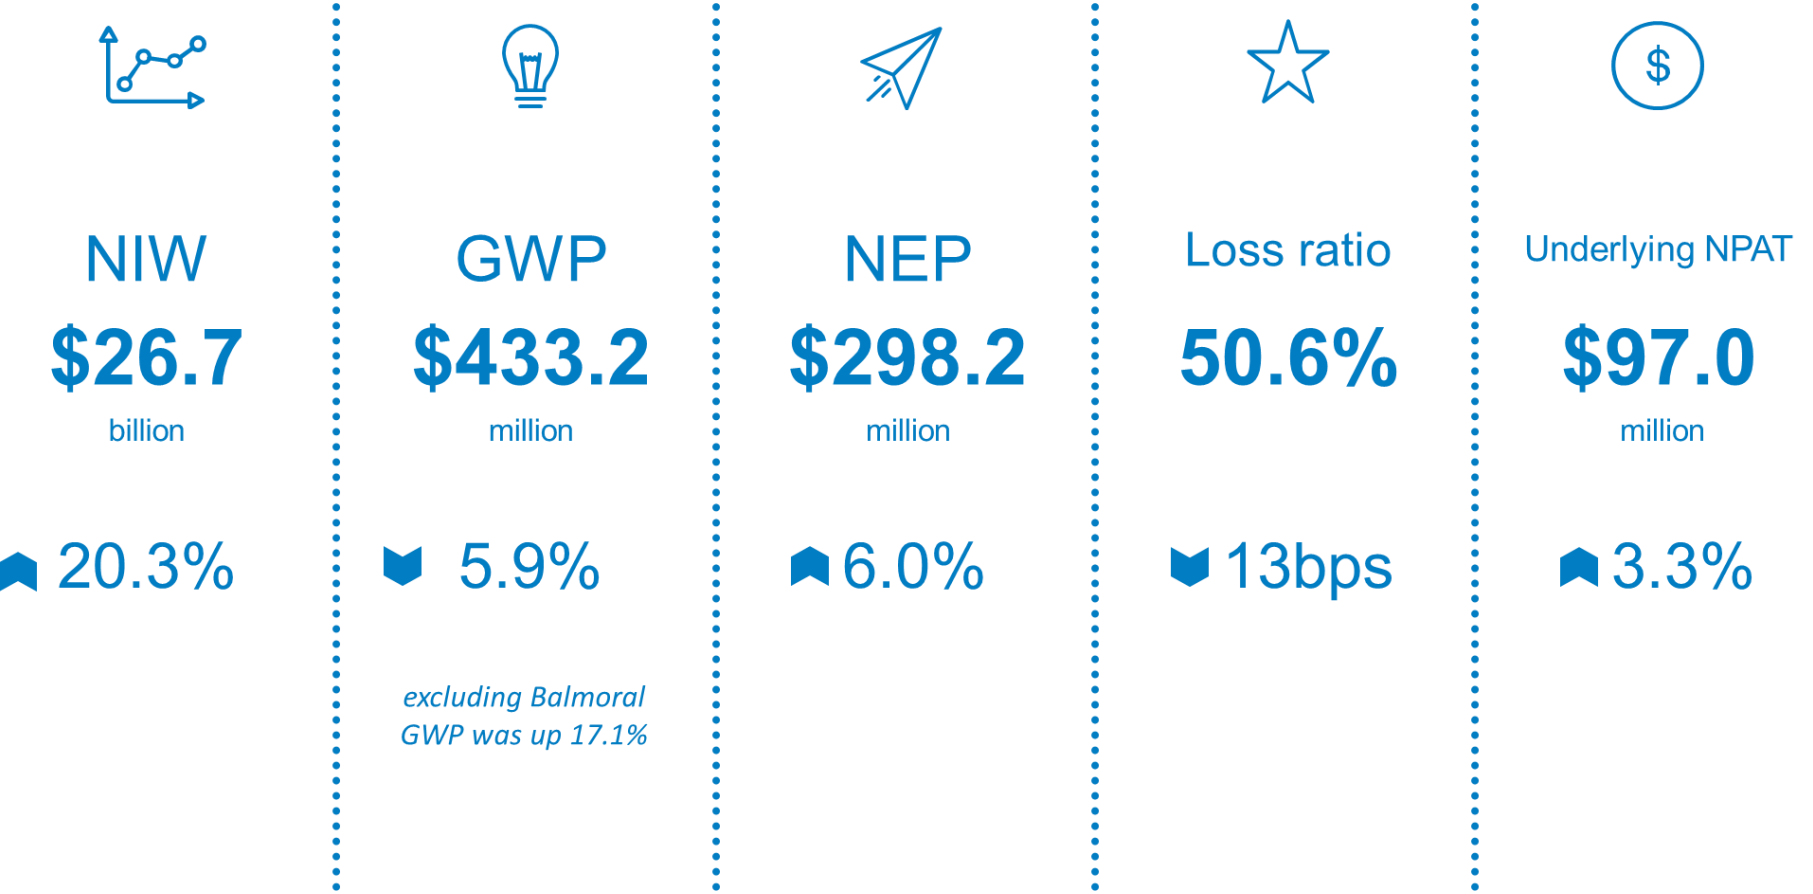 $
NIW
$26.7
billion
20.3%
GWP
$433.2
million
5.9%
excluding Balmoral
GWP was up 17.1%
NEP
$298.2
million
6.0%
Loss ratio
50.6%
13bps
Underlying NPAT
$97.0
million
3.3%